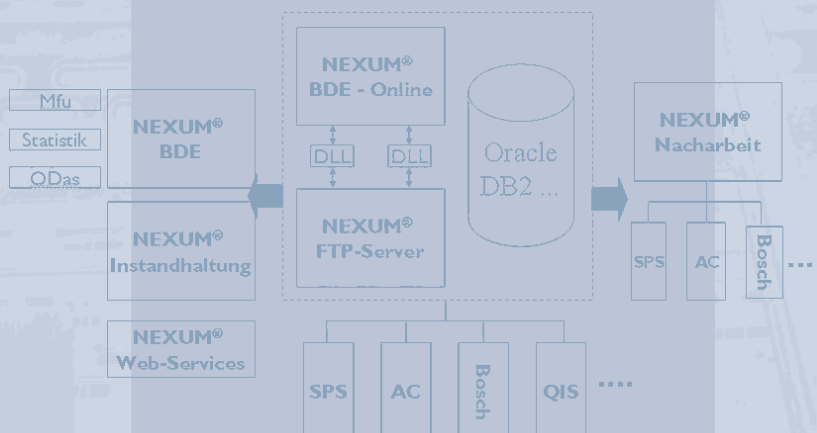 NEXUM®
BDE - Online
DLL
DLL
NEXUM®
FTP-Server
Oracle
DB2 ...
Mfu
Statistik
QDas
NEXUM®
BDE
NEXUM®
Instandhaltung
NEXUM®
Web-Services
NEXUM®
Nacharbeit
SPS
AC
Bosch
...
SPS
AC
Bosch
QIS
....